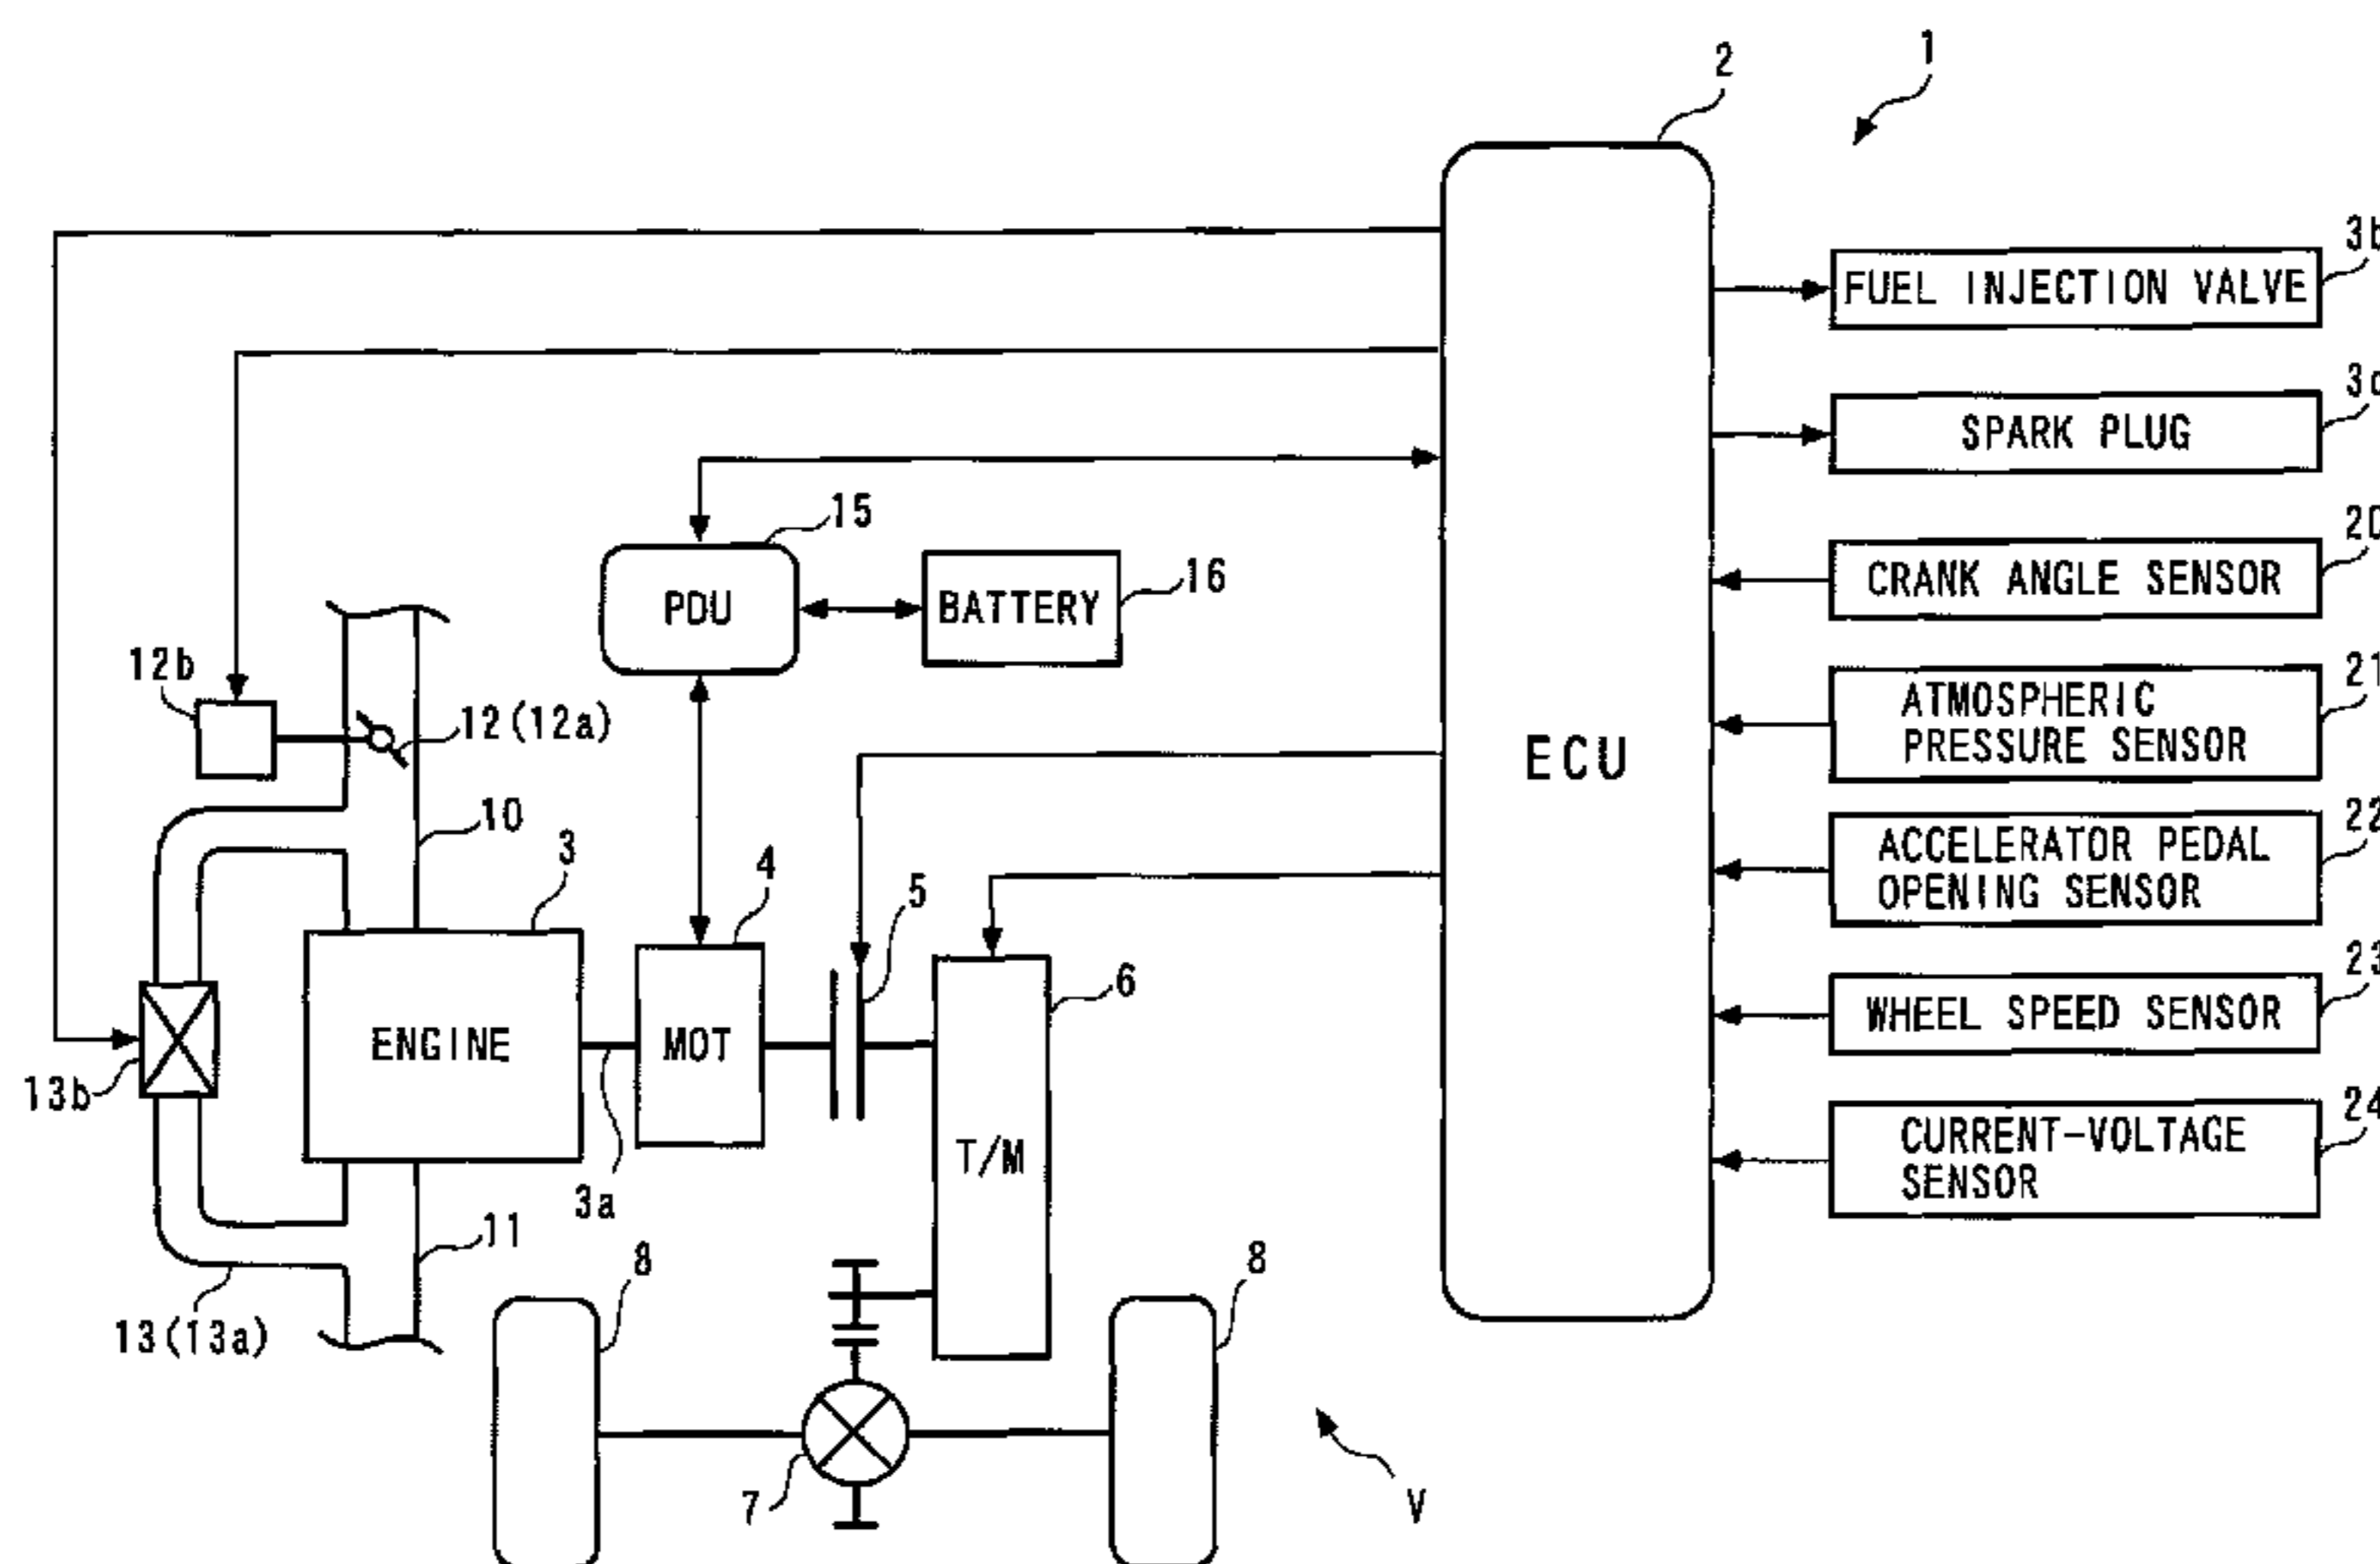 1
2
3b
FUEL INJECTION VALVE
SPARK PLUG
20
CRANK ANGLE SENSOR
21
ATMOSPHERIC
PRESSURE SENSOR
22
ACCELERATOR PEDAL
OPENING SENSOR
23
WHEEL SPEED SENSOR
24
CURRENT-VOLTAGE
SENSOR
ECU
15
PDU
16
BATTERY
12b
12(12a)
10
3
4
5
6
ENGINE
MOT
T/M
13b
3a
11
13(13a)
8
8
7
V